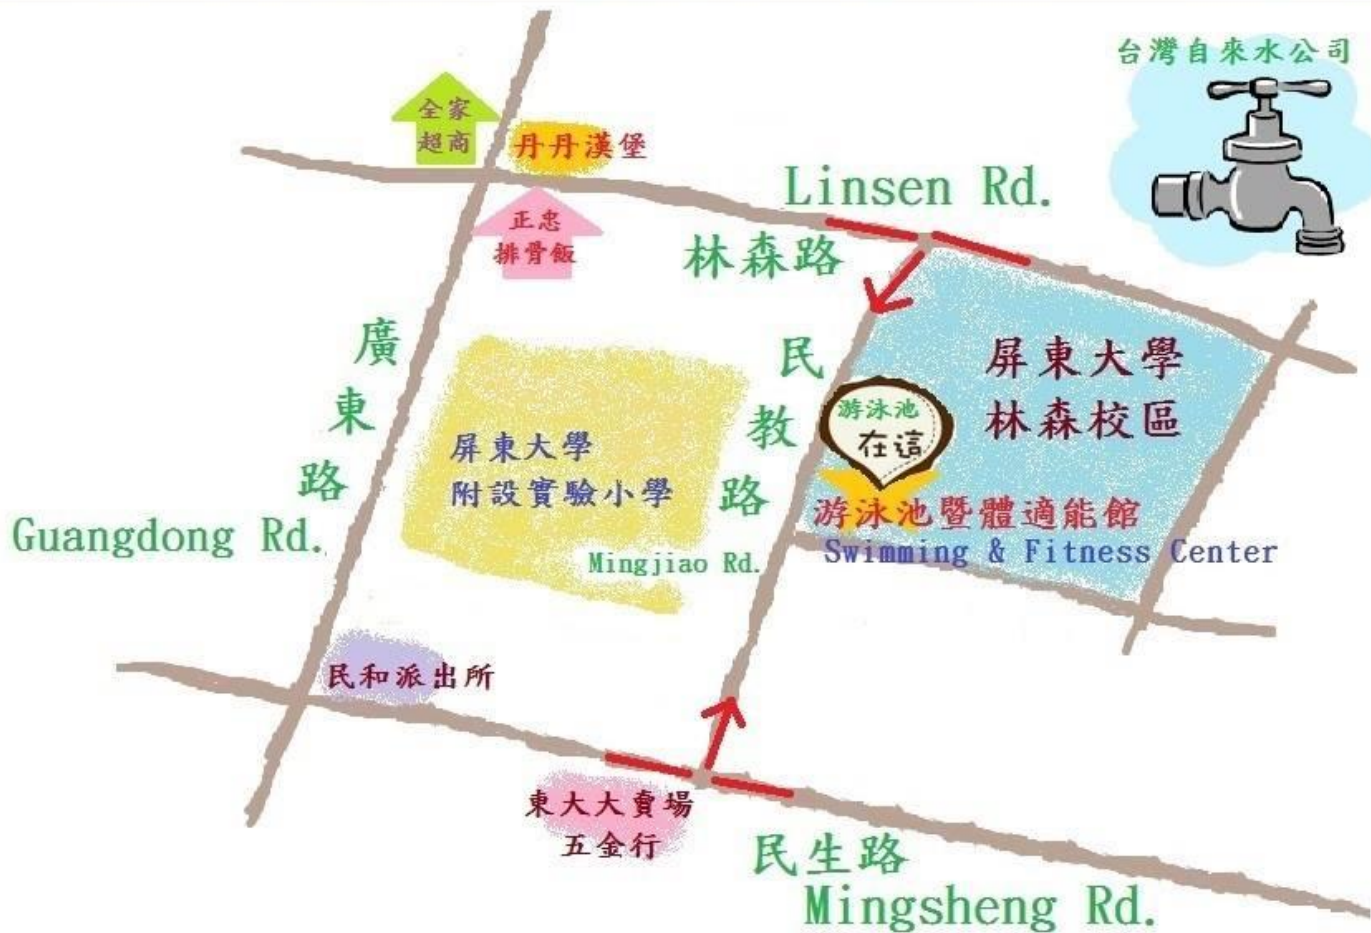 台灣自來水公司
全家
超商
丹丹漢堡
Linsen Rd.
林森路
正忠
排骨飯
廣東路
Guangdong Rd.
屏東大學
附設實驗小學
民教路
Mingjiao Rd.
屏東大學
林森校區
游泳池
在這
游泳池暨體適能館
Swimming & Fitness Center
民和派出所
東大大賣場
五金行
民生路
Mingsheng Rd.